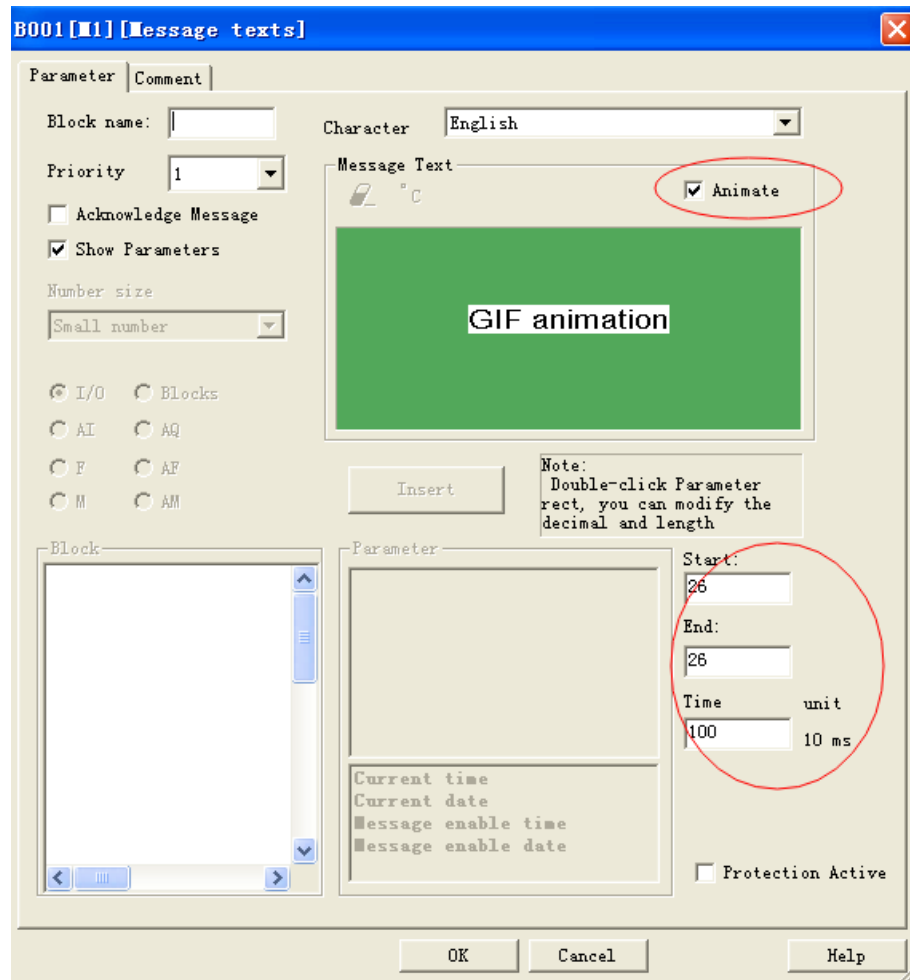 B001[M1][Message texts]
Parameter Comment
Block name:
Character English
Priority 1
Message Text
°C
Animate
Acknowledge Message
Show Parameters
Number size
Small number
GIF animation
I/O Blocks
AI AQ
F AF
M AM
Insert
Note:
Double-click Parameter
rect, you can modify the
decimal and length
Block
Parameter
Start:
26
End:
26
Time unit
100 10 ms
Current time
Current date
Message enable time
Message enable date
Protection Active
OK Cancel Help